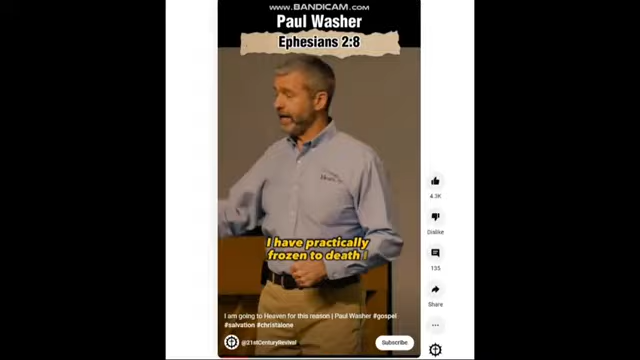 WWW.BANDICAM.COM
Paul Washer
Ephesians 2:8
I have practically
frozen to death
I am going to Heaven for this reason | Paul Washer #gospel
#salvation #christalone
@21stCenturyRevival
Subscribe
4.3K
Dislike
135
Share